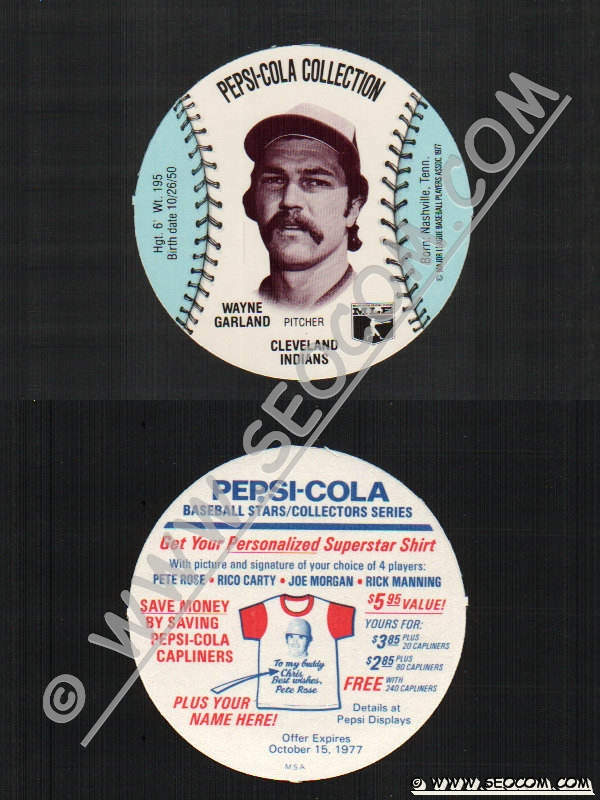 PEPSI-COLA COLLECTION
Hgt. 6' Wt. 195
Birth date 10/26/50
Born: Nashville, Tenn.
© MAJOR LEAGUE BASEBALL PLAYERS ASSOC 1977
WAYNE
GARLAND
PITCHER
MLP
CLEVELAND
INDIANS
PEPSI-COLA
BASEBALL STARS/COLLECTORS SERIES
Get Your Personalized Superstar Shirt
With picture and signature of your choice of 4 players:
PETE ROSE • RICO CARTY • JOE MORGAN • RICK MANNING
SAVE MONEY
BY SAVING
PEPSI-COLA
CAPLINERS
$5.95 VALUE!
YOURS FOR:
$3.85 PLUS
20 CAPLINERS
$2.85 PLUS
80 CAPLINERS
FREE WITH
240 CAPLINERS
To my buddy
Chris
Best wishes,
Pete Rose
PLUS YOUR
NAME HERE!
Details at
Pepsi Displays
Offer Expires
October 15, 1977
M.S.A.
© WWW.SEOCOM.COM
© WWW.SEOCOM.COM